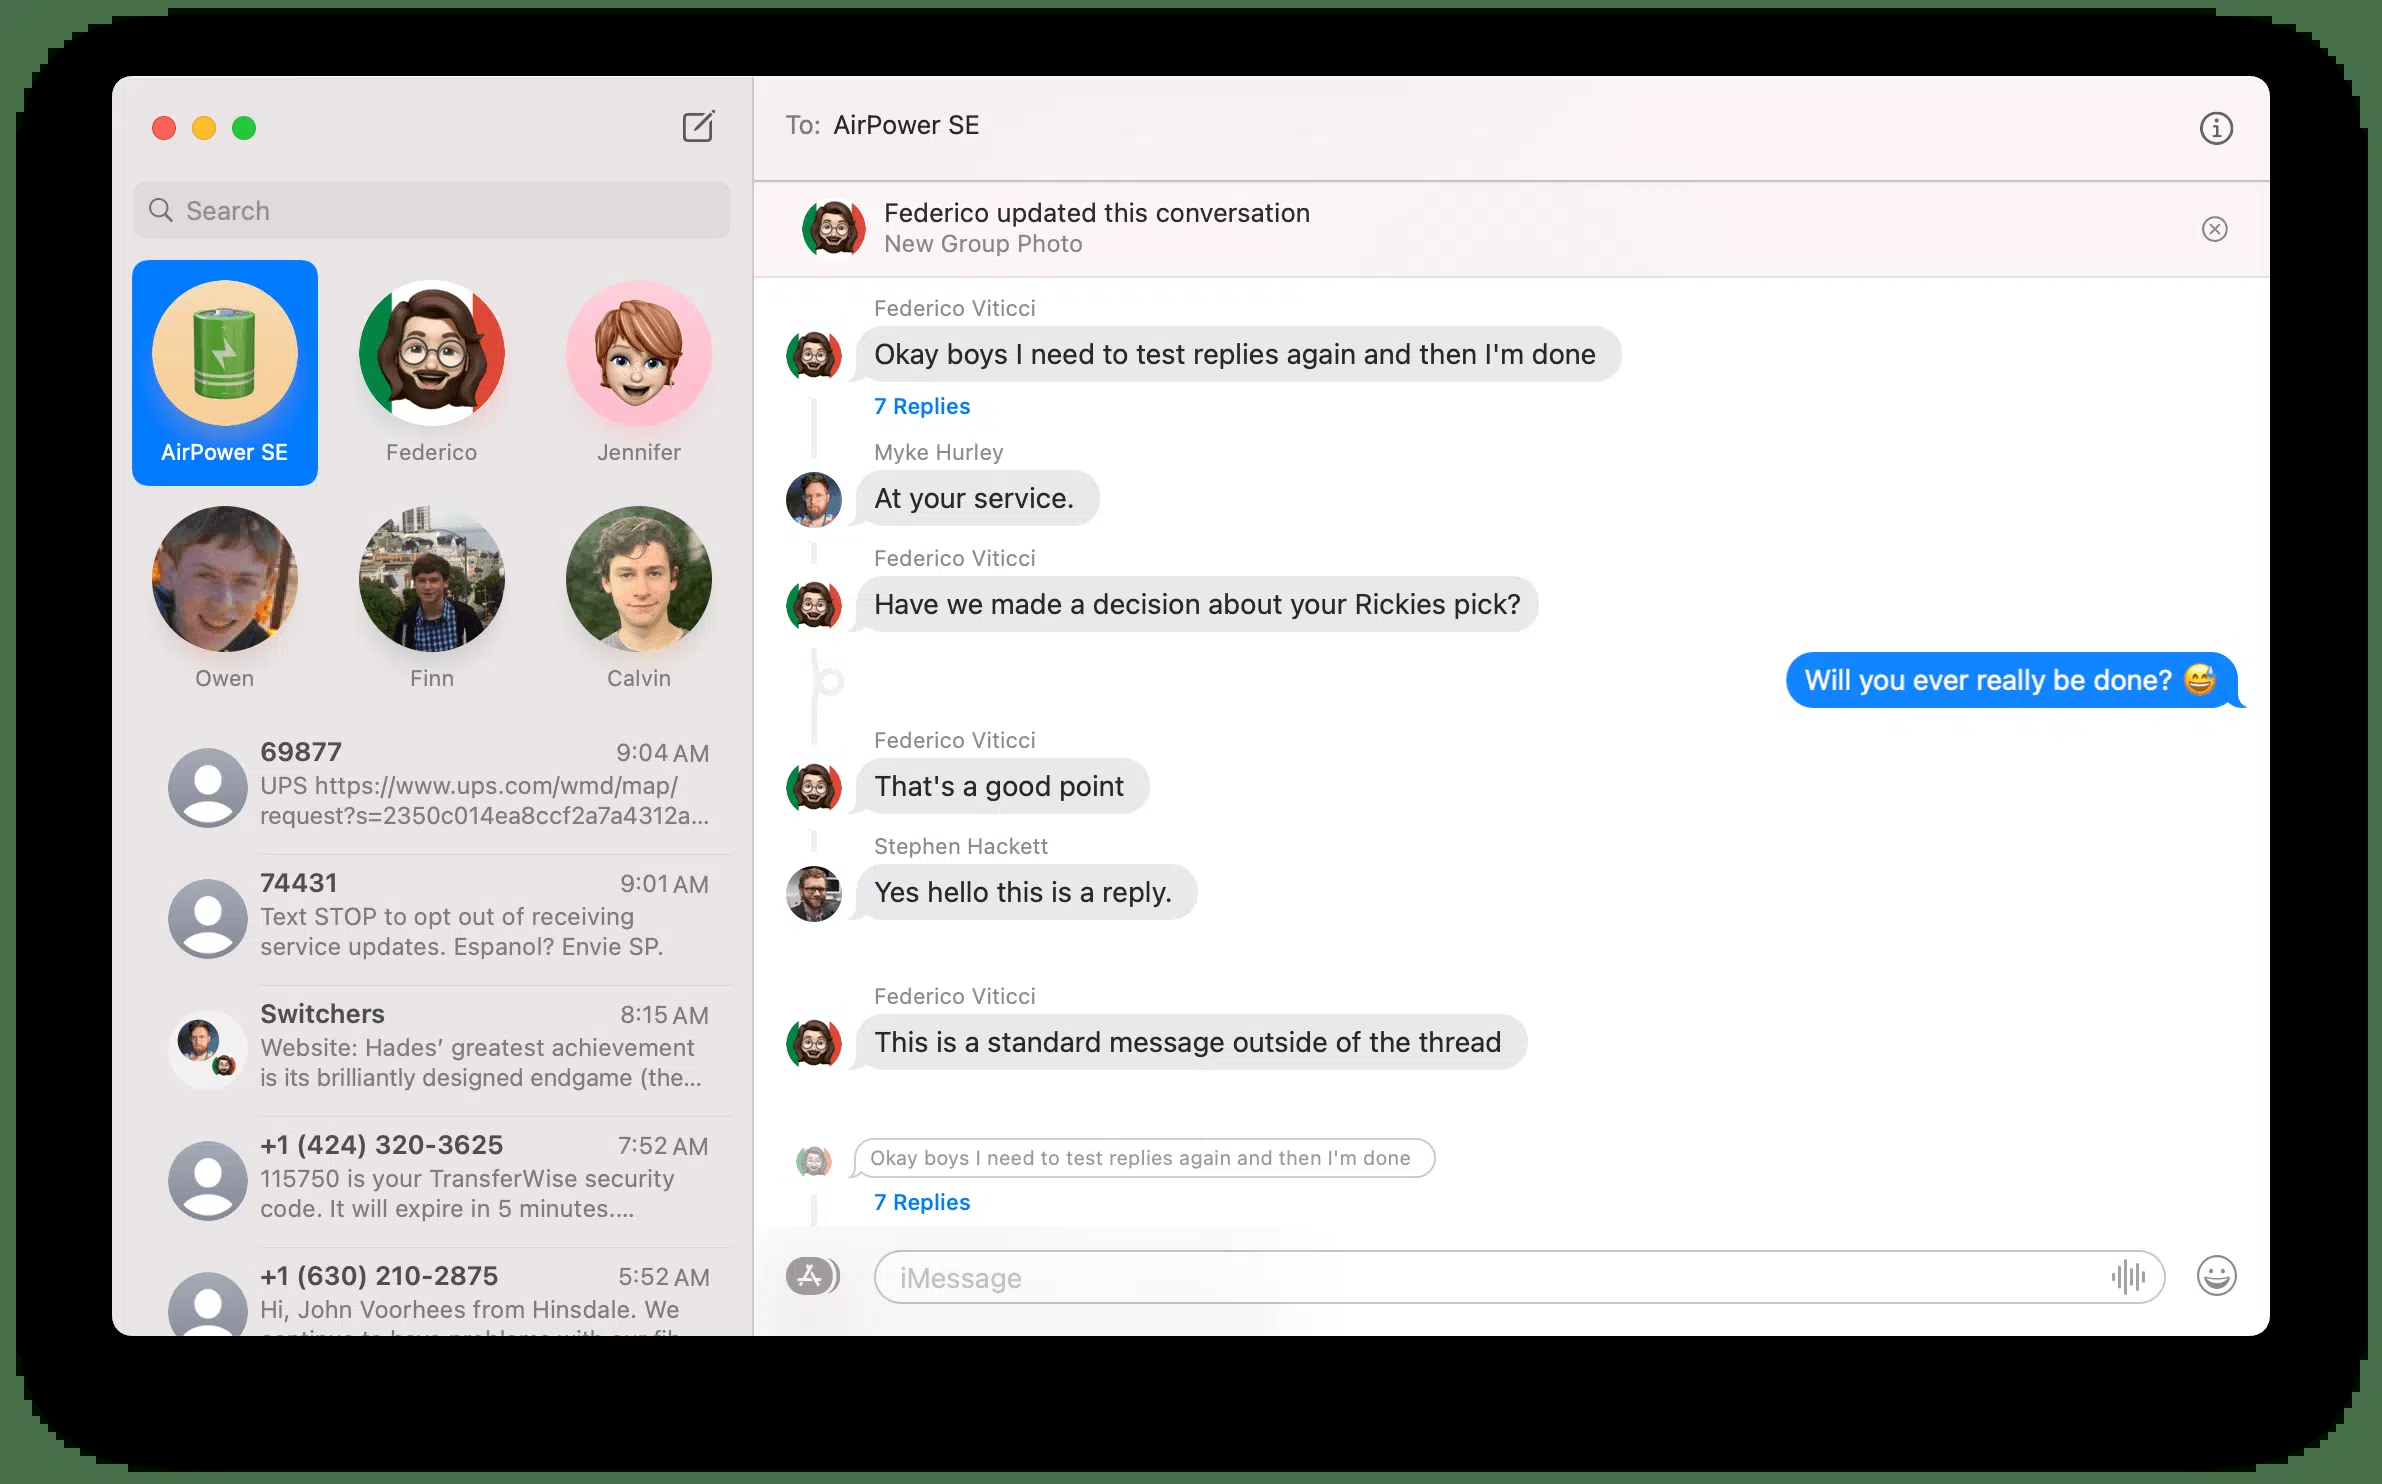 Search
AirPower SE
Federico
Jennifer
Owen
Finn
Calvin
69877
9:04 AM
UPS https://www.ups.com/wmd/map/
request?s=2350c014ea8ccf2a7a4312a...
74431
9:01 AM
Text STOP to opt out of receiving
service updates. Espanol? Envie SP.
Switchers
8:15 AM
Website: Hades’ greatest achievement
is its brilliantly designed endgame (the...
+1 (424) 320-3625
7:52 AM
115750 is your TransferWise security
code. It will expire in 5 minutes....
+1 (630) 210-2875
5:52 AM
Hi, John Voorhees from Hinsdale. We
continue to have problems with our
To: AirPower SE
Federico updated this conversation
New Group Photo
Federico Viticci
Okay boys I need to test replies again and then I'm done
7 Replies
Myke Hurley
At your service.
Federico Viticci
Have we made a decision about your Rickies pick?
Will you ever really be done? 😅
Federico Viticci
That's a good point
Stephen Hackett
Yes hello this is a reply.
Federico Viticci
This is a standard message outside of the thread
Okay boys I need to test replies again and then I'm done
7 Replies
iMessage